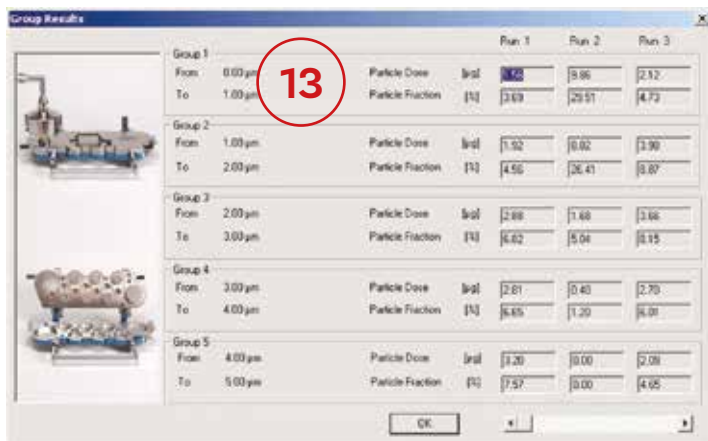 Group Results
Run 1 Run 2 Run 3
Group 1
From 0.00 µm Particle Dose [µg] 9.86 2.12
To 1.00 µm Particle Fraction [%] 3.69 29.51 4.73
Group 2
From 1.00 µm Particle Dose [µg] 1.92 3.98
To 2.00 µm Particle Fraction [%] 4.56 26.41 8.87
Group 3
From 2.00 µm Particle Dose [µg] 2.88 1.68 3.66
To 3.00 µm Particle Fraction [%] 6.82 5.04 8.15
Group 4
From 3.00 µm Particle Dose [µg] 2.81 0.40 2.70
To 4.00 µm Particle Fraction [%] 6.65 1.20 6.01
Group 5
From 4.00 µm Particle Dose [µg] 3.20 0.00 2.09
To 5.00 µm Particle Fraction [%] 7.57 0.00 4.65
OK
13